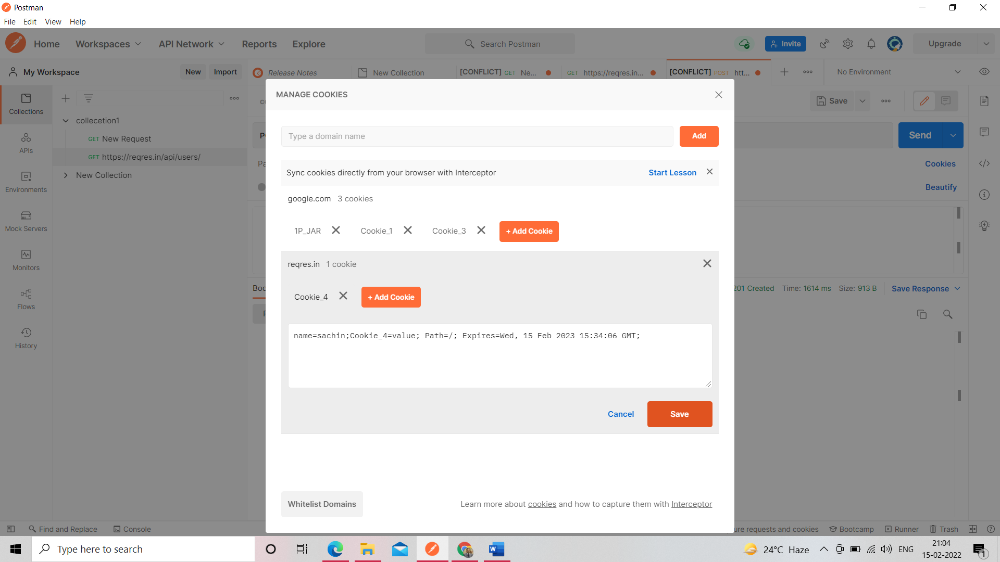 Postman
File Edit View Help
Home Workspaces API Network Reports Explore Search Postman Invite Upgrade
My Workspace New Import Release Notes New Collection [CONFLICT] GET Ne... GET https://reqres.in... [CONFLICT] POST htt... No Environment
MANAGE COOKIES
Save
Collections
collecetion1
GET New Request
GET https://reqres.in/api/users/
New Collection
APIs
Environments
Mock Servers
Monitors
Flows
History
Type a domain name Add
Send
Sync cookies directly from your browser with Interceptor Start Lesson
Cookies
Beautify
google.com 3 cookies
1P_JAR Cookie_1 Cookie_3 + Add Cookie
reqres.in 1 cookie
201 Created Time: 1614 ms Size: 913 B Save Response
Cookie_4 + Add Cookie
name=sachin;Cookie_4=value; Path=/; Expires=Wed, 15 Feb 2023 15:34:06 GMT;
Cancel Save
Whitelist Domains Learn more about cookies and how to capture them with Interceptor
Find and Replace Console requests and cookies Bootcamp Runner Trash
Type here to search 24°C Haze ENG 21:04
15-02-2022
1